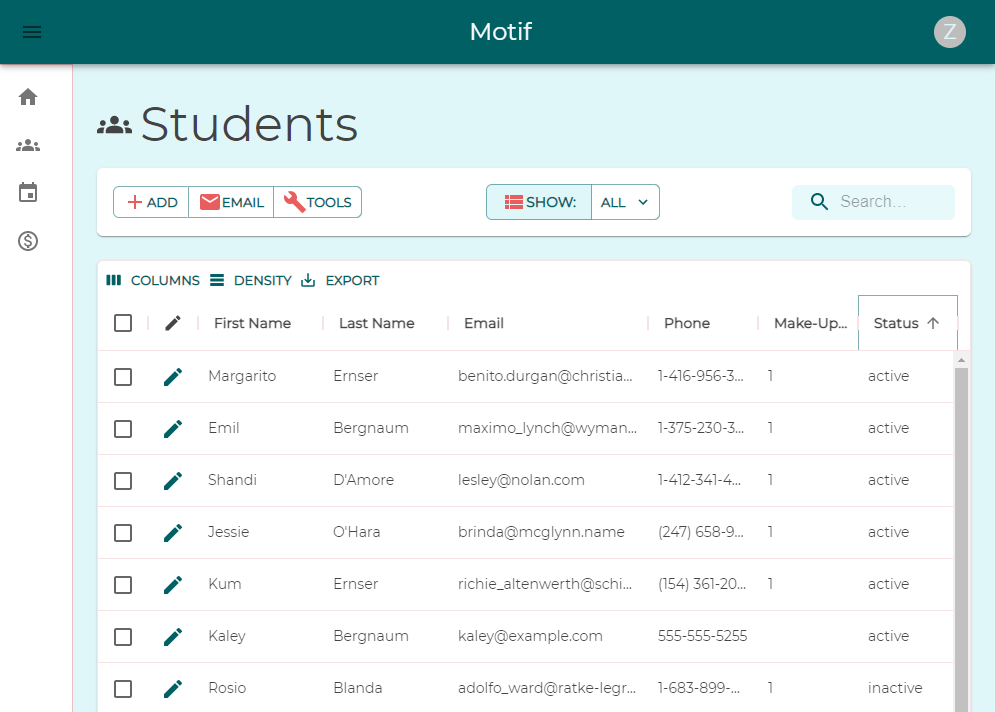 Motif
Z
Students
ADD EMAIL TOOLS SHOW: ALL Search...
COLUMNS DENSITY EXPORT
First Name Last Name Email Phone Make-Up... Status
Margarito Ernser benito.durgan@christia... 1-416-956-3... 1 active
Emil Bergnaum maximo_lynch@wyman... 1-375-230-3... 1 active
Shandi D'Amore lesley@nolan.com 1-412-341-4... 1 active
Jessie O'Hara brinda@mcglynn.name (247) 658-9... 1 active
Kum Ernser richie_altenwerth@schi... (154) 361-20... 1 active
Kaley Bergnaum kaley@example.com 555-555-5255 active
Rosio Blanda adolfo_ward@ratke-legr... 1-683-899-... 1 inactive